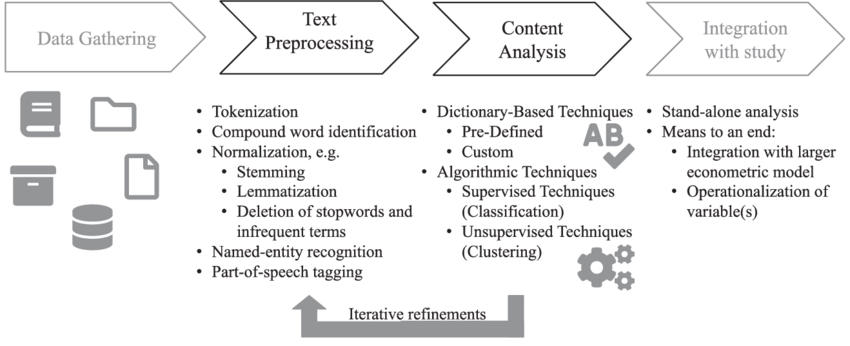 Data Gathering
Text
Preprocessing
Content
Analysis
Integration
with study
• Tokenization
• Compound word identification
• Normalization, e.g.
• Stemming
• Lemmatization
• Deletion of stopwords and
infrequent terms
• Named-entity recognition
• Part-of-speech tagging
• Dictionary-Based Techniques
• Pre-Defined
• Custom
• Algorithmic Techniques
• Supervised Techniques
(Classification)
• Unsupervised Techniques
(Clustering)
AB
• Stand-alone analysis
• Means to an end:
• Integration with larger
econometric model
• Operationalization of
variable(s)
Iterative refinements